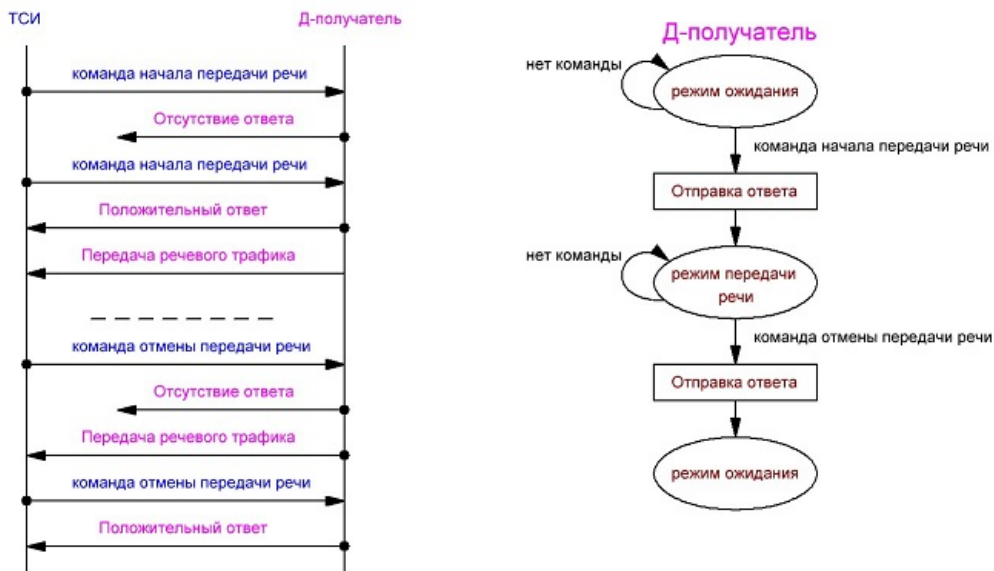 ТСИ
Д-получатель
команда начала передачи речи
Отсутствие ответа
команда начала передачи речи
Положительный ответ
Передача речевого трафика
команда отмены передачи речи
Отсутствие ответа
Передача речевого трафика
команда отмены передачи речи
Положительный ответ
Д-получатель
нет команды
режим ожидания
команда начала передачи речи
Отправка ответа
нет команды
режим передачи
речи
команда отмены передачи речи
Отправка ответа
режим ожидания